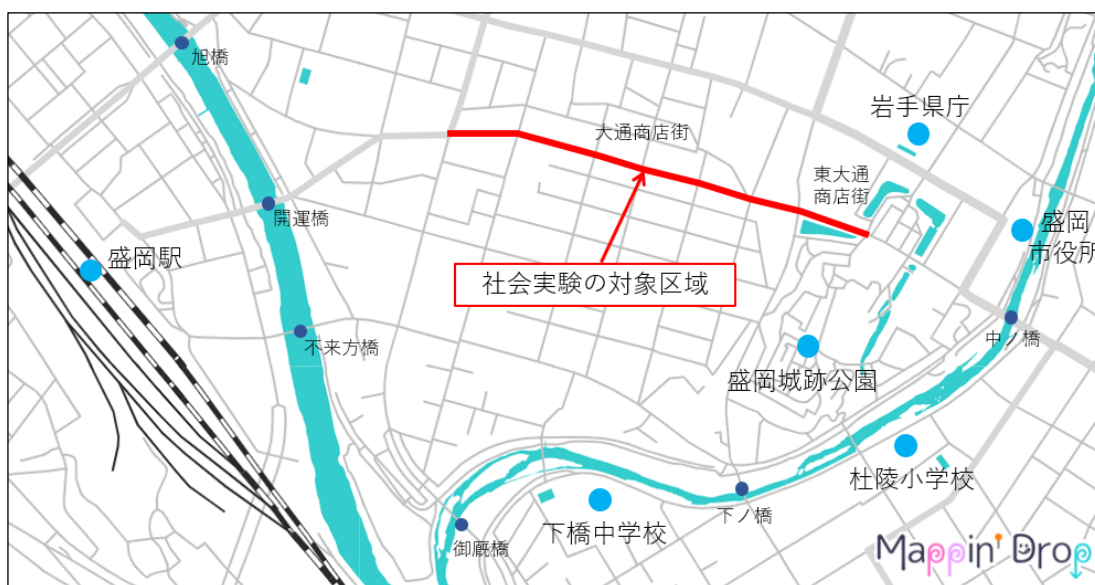 旭橋
岩手県庁
大通商店街
東大通
商店街
開運橋
盛岡
市役所
盛岡駅
社会実験の対象区域
不来方橋
中ノ橋
盛岡城跡公園
杜陵小学校
下ノ橋
下橋中学校
御厩橋
Mappin' Drop